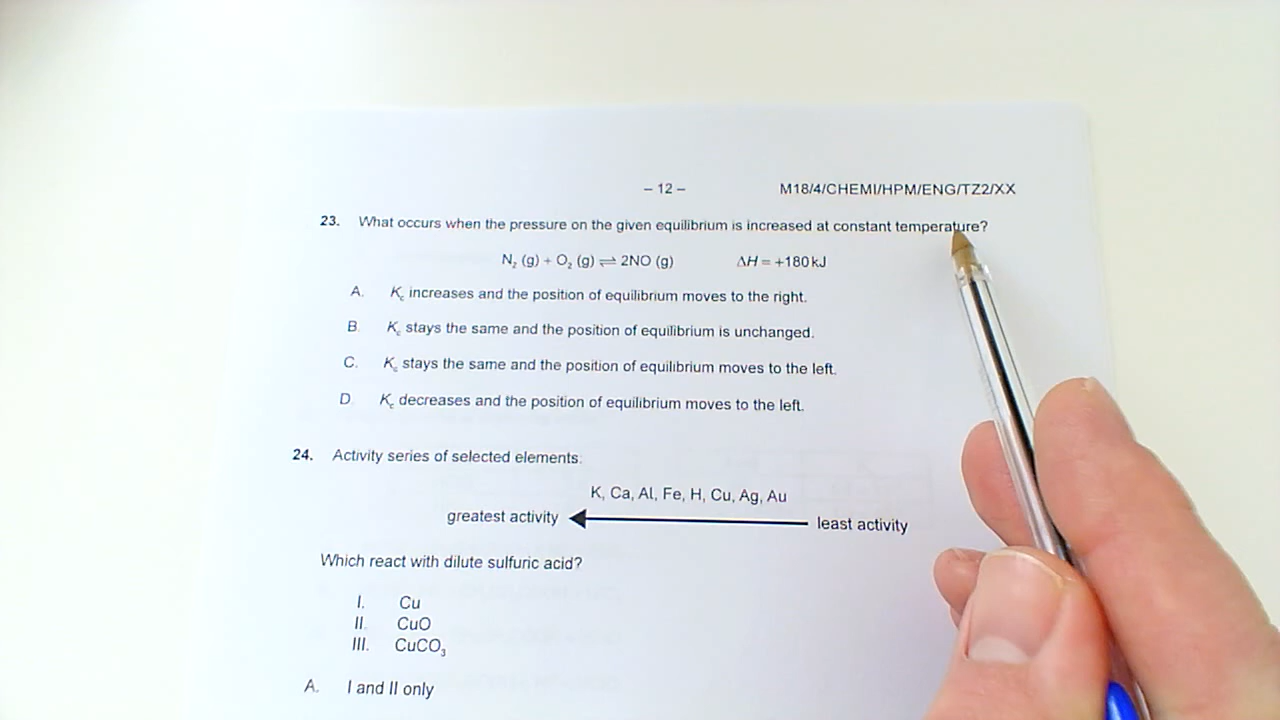 – 12 –
M18/4/CHEMI/HPM/ENG/TZ2/XX
23. What occurs when the pressure on the given equilibrium is increased at constant temperature?
N₂ (g) + O₂ (g) ⇌ 2NO (g) ΔH = +180 kJ
A. K꜀ increases and the position of equilibrium moves to the right.
B. K꜀ stays the same and the position of equilibrium is unchanged.
C. K꜀ stays the same and the position of equilibrium moves to the left.
D. K꜀ decreases and the position of equilibrium moves to the left.
24. Activity series of selected elements:
K, Ca, Al, Fe, H, Cu, Ag, Au
greatest activity least activity
Which react with dilute sulfuric acid?
I. Cu
II. CuO
III. CuCO₃
A. I and II only